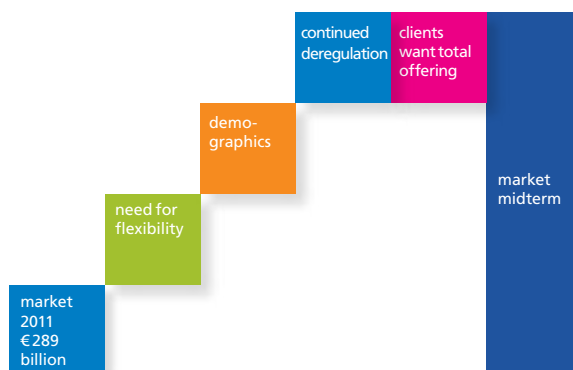 continued
deregulation
clients
want total
offering
demo-
graphics
need for
flexibility
market
midterm
market
2011
€ 289
billion